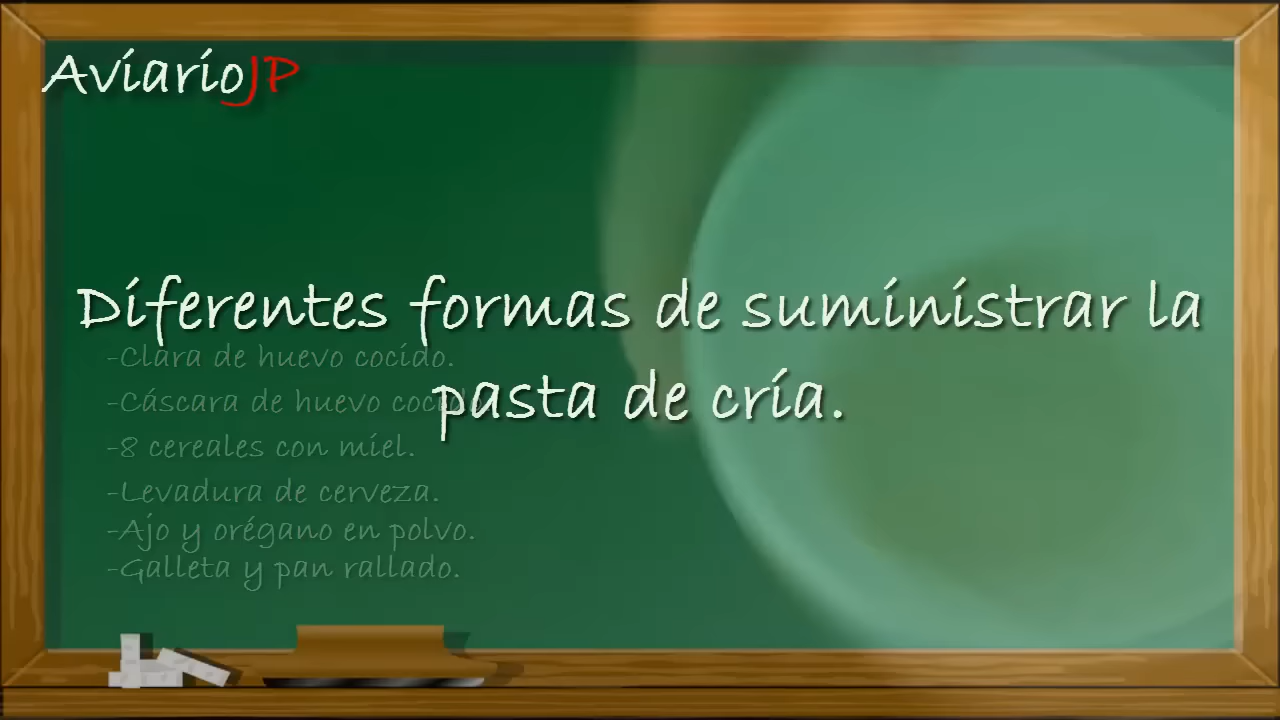 AviarioJP
Diferentes formas de suministrar la
pasta de cría.
-Clara de huevo cocido.
-Cáscara de huevo cocido
-8 cereales con miel.
-Levadura de cerveza.
-Ajo y orégano en polvo.
-Galleta y pan rallado.